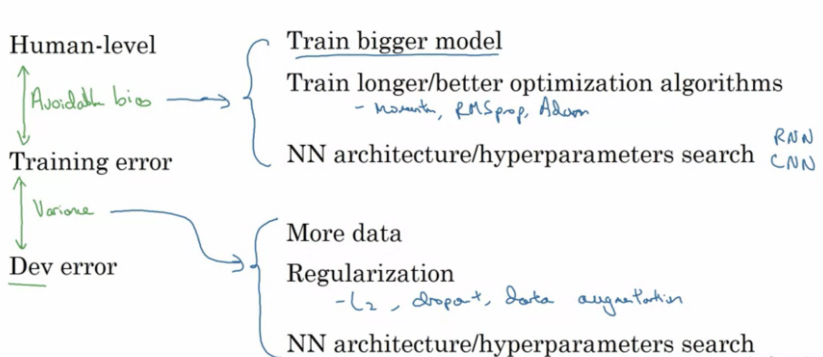 Human-level
Train bigger model
Avoidable bias
Train longer/better optimization algorithms
- Momentum, RMSprop, Adam
Training error
NN architecture/hyperparameters search
RNN
CNN
Variance
More data
Dev error
Regularization
- L2, dropout, data augmentation
NN architecture/hyperparameters search